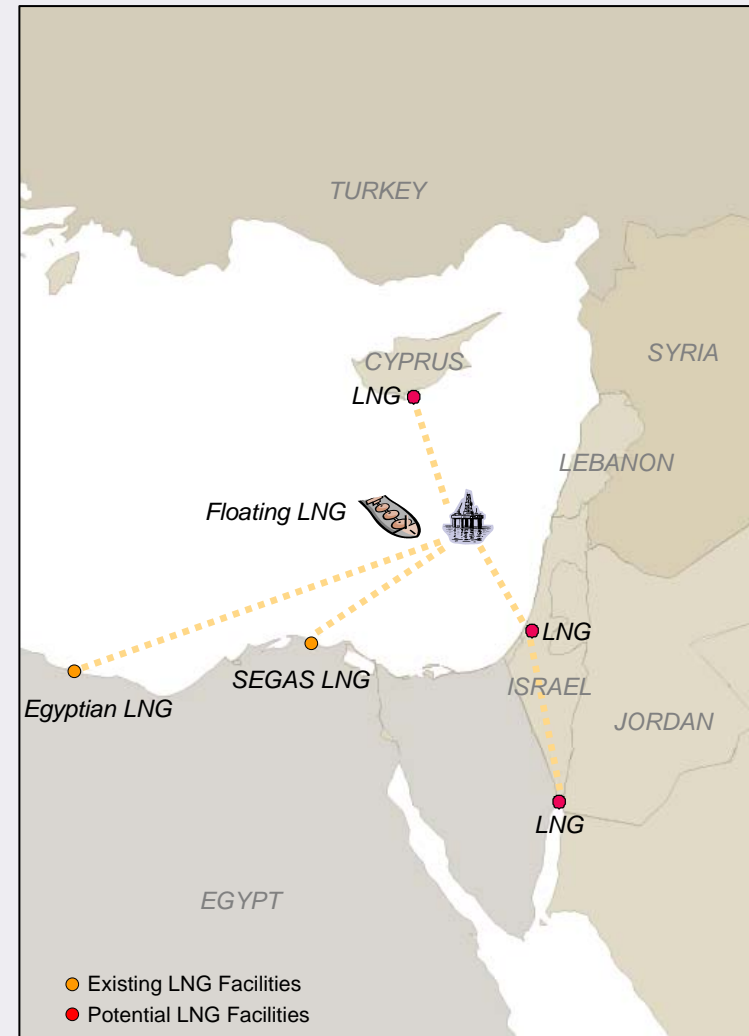 TURKEY
SYRIA
CYPRUS
LNG
LEBANON
Floating LNG
LNG
SEGAS LNG
ISRAEL
Egyptian LNG
JORDAN
LNG
EGYPT
Existing LNG Facilities
Potential LNG Facilities